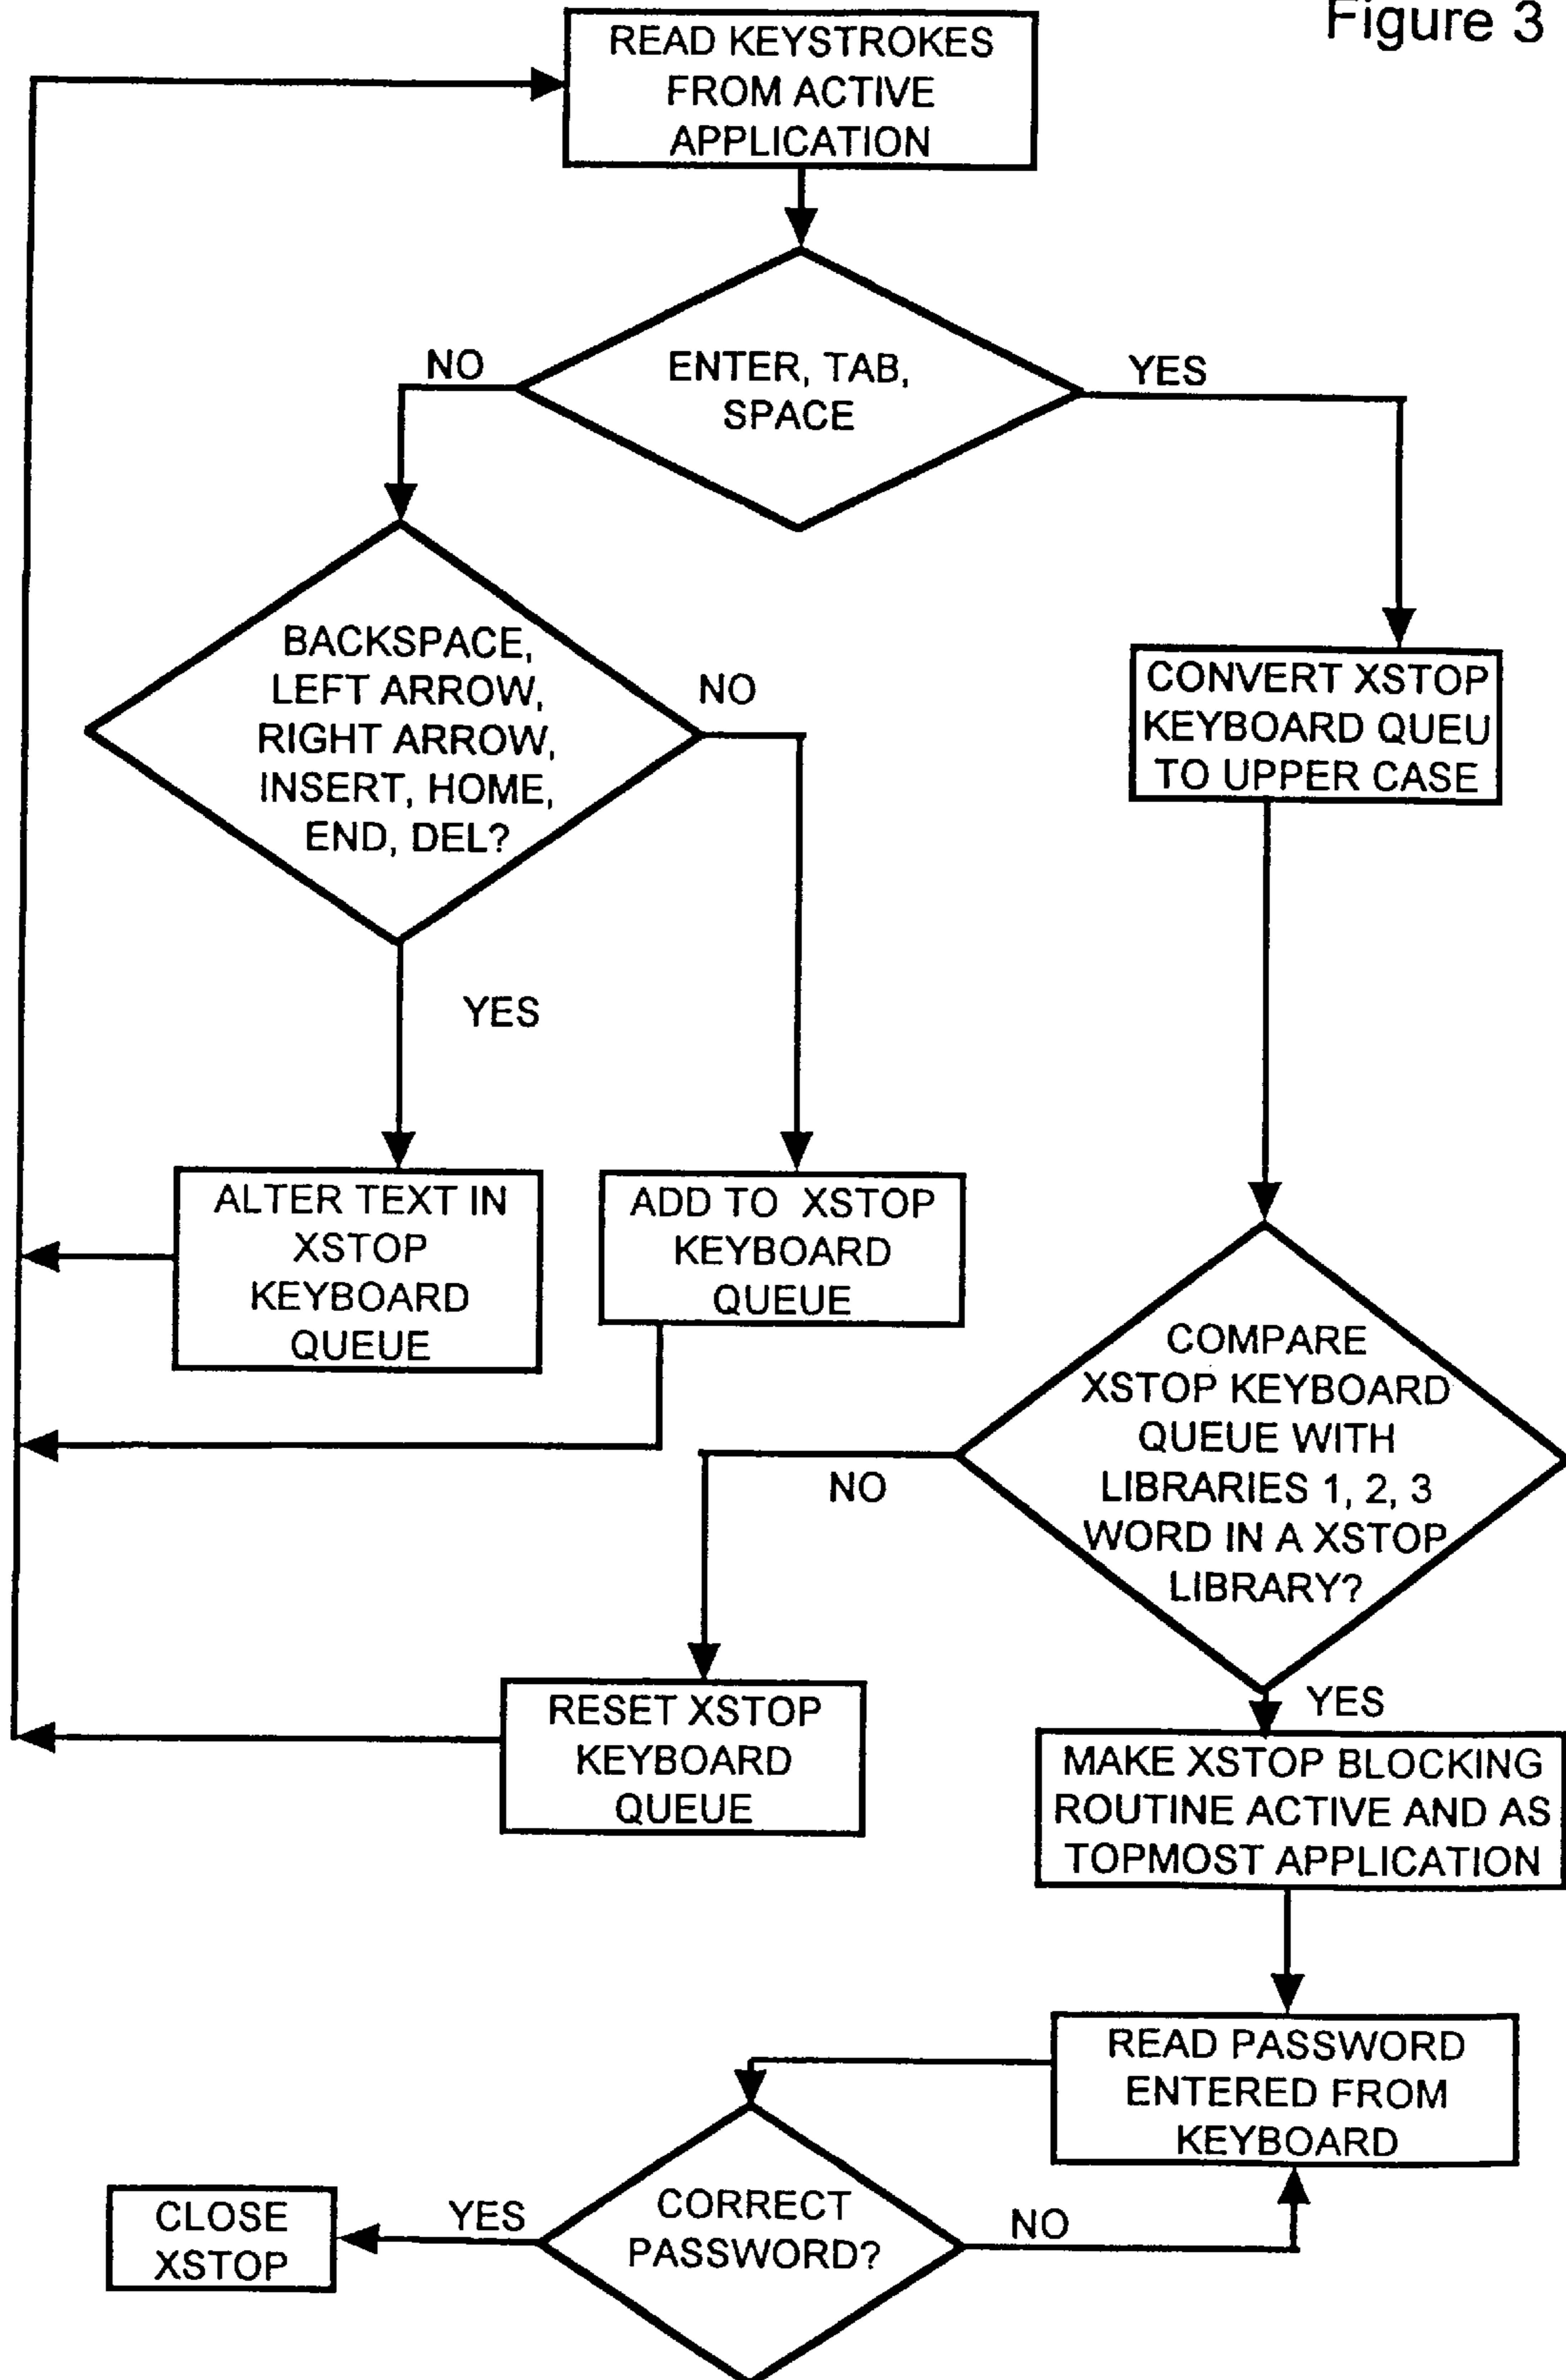 Figure 3
READ KEYSTROKES
FROM ACTIVE
APPLICATION
ENTER, TAB,
SPACE
NO
YES
BACKSPACE,
LEFT ARROW,
RIGHT ARROW,
INSERT, HOME,
END, DEL?
NO
YES
CONVERT XSTOP
KEYBOARD QUEU
TO UPPER CASE
ALTER TEXT IN
XSTOP
KEYBOARD
QUEUE
ADD TO XSTOP
KEYBOARD
QUEUE
COMPARE
XSTOP KEYBOARD
QUEUE WITH
LIBRARIES 1, 2, 3
WORD IN A XSTOP
LIBRARY?
NO
YES
RESET XSTOP
KEYBOARD
QUEUE
MAKE XSTOP BLOCKING
ROUTINE ACTIVE AND AS
TOPMOST APPLICATION
READ PASSWORD
ENTERED FROM
KEYBOARD
CORRECT
PASSWORD?
YES
NO
CLOSE
XSTOP